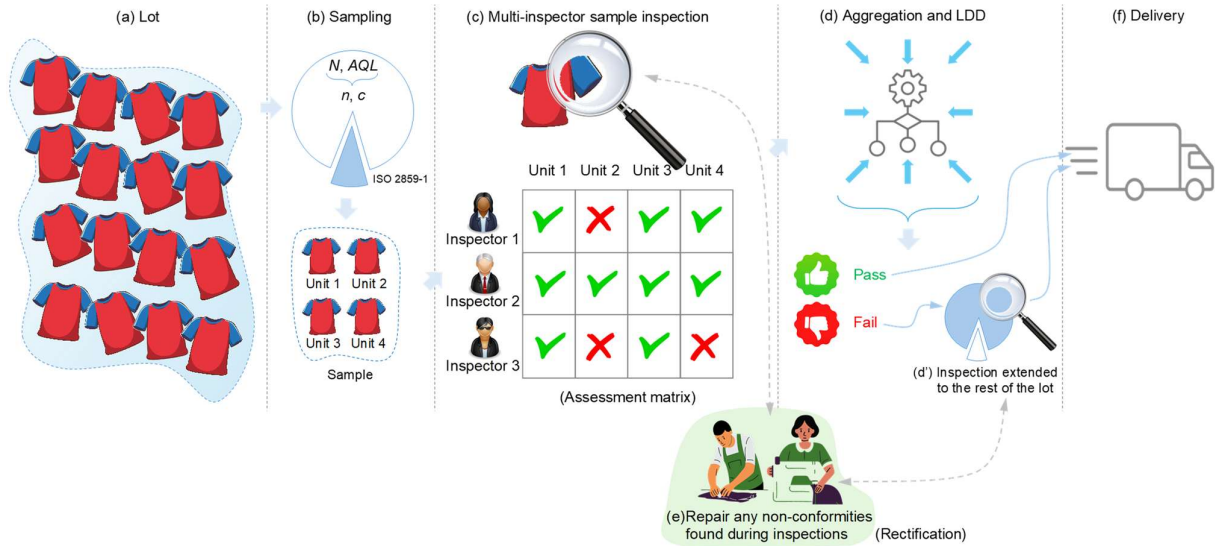 (a) Lot
(b) Sampling
N, AQL
n, c
ISO 2859-1
Unit 1 Unit 2
Unit 3 Unit 4
Sample
(c) Multi-inspector sample inspection
Unit 1 Unit 2 Unit 3 Unit 4
Inspector 1
Inspector 2
Inspector 3
(Assessment matrix)
(d) Aggregation and LDD
Pass
Fail
(d') Inspection extended
to the rest of the lot
(e)Repair any non-conformities
found during inspections
(Rectification)
(f) Delivery